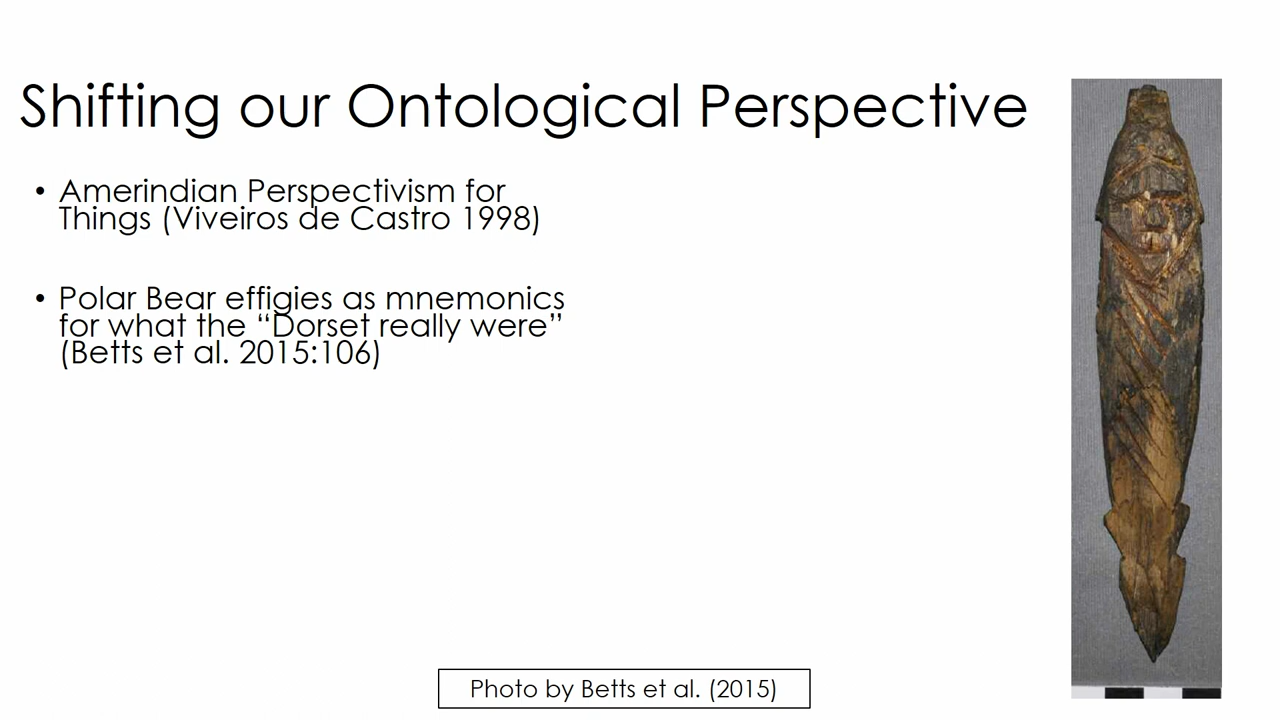 Shifting our Ontological Perspective
• Amerindian Perspectivism for
Things (Viveiros de Castro 1998)
• Polar Bear effigies as mnemonics
for what the “Dorset really were”
(Betts et al. 2015:106)
Photo by Betts et al. (2015)